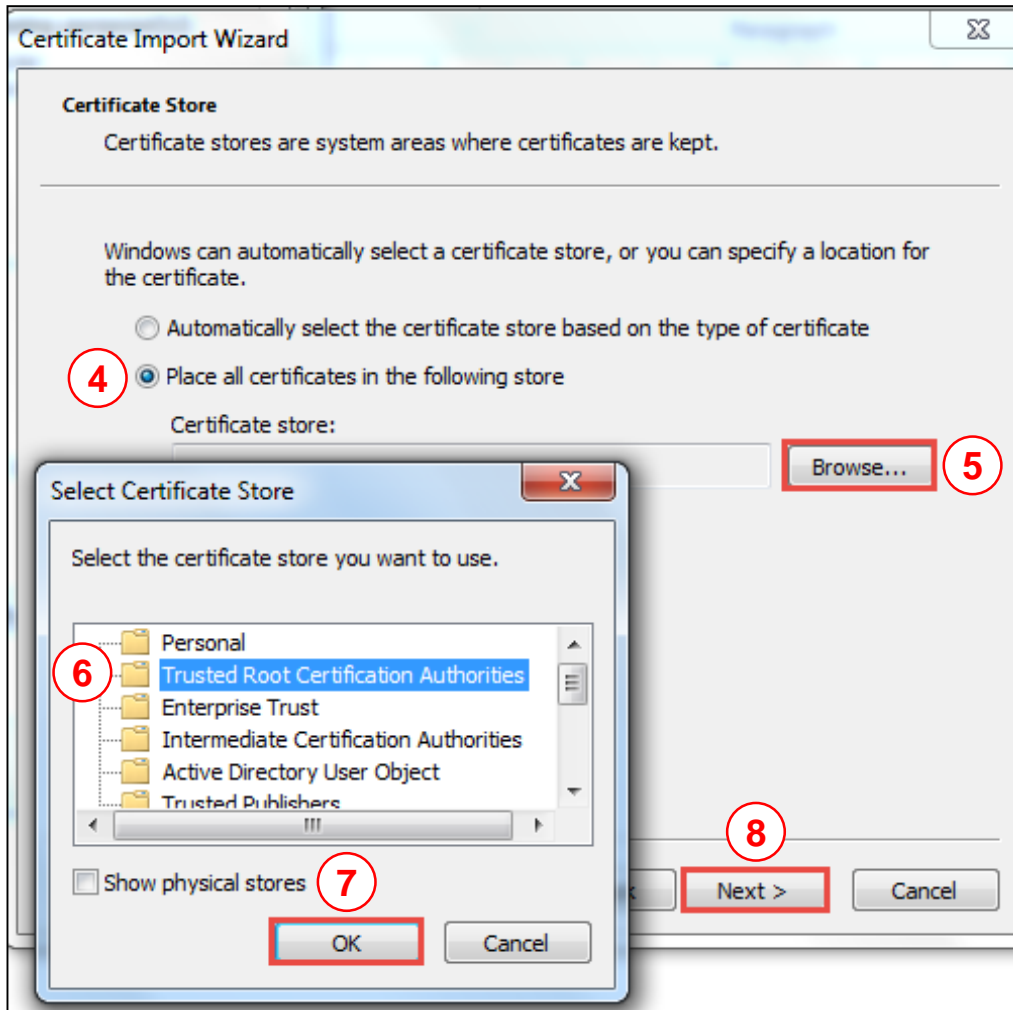 Certificate Import Wizard
Certificate Store
Certificate stores are system areas where certificates are kept.
Windows can automatically select a certificate store, or you can specify a location for
the certificate.
Automatically select the certificate store based on the type of certificate
4 Place all certificates in the following store
Certificate store:
Browse... 5
Select Certificate Store
Select the certificate store you want to use.
Personal
6 Trusted Root Certification Authorities
Enterprise Trust
Intermediate Certification Authorities
Active Directory User Object
Trusted Publishers
Show physical stores 7
OK Cancel
8
Next > Cancel